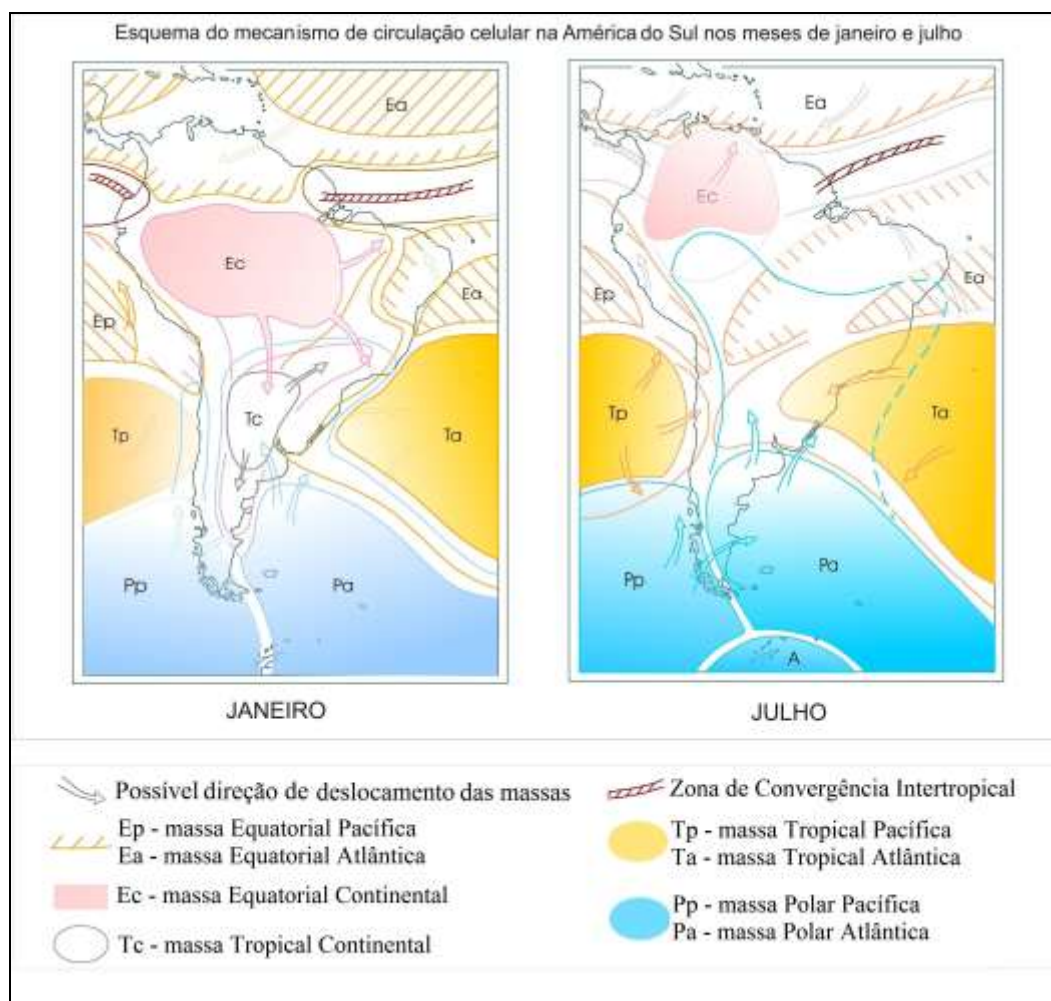 Esquema do mecanismo de circulação celular na América do Sul nos meses de janeiro e julho
Ea
Ec
Ea
Ep
Tc
Tp
Ta
Pp
Pa
JANEIRO
Ea
Ec
Ea
Ep
Tp
Ta
Pp
Pa
A
JULHO
Possível direção de deslocamento das massas
Ep - massa Equatorial Pacífica
Ea - massa Equatorial Atlântica
Ec - massa Equatorial Continental
Tc - massa Tropical Continental
Zona de Convergência Intertropical
Tp - massa Tropical Pacífica
Ta - massa Tropical Atlântica
Pp - massa Polar Pacífica
Pa - massa Polar Atlântica